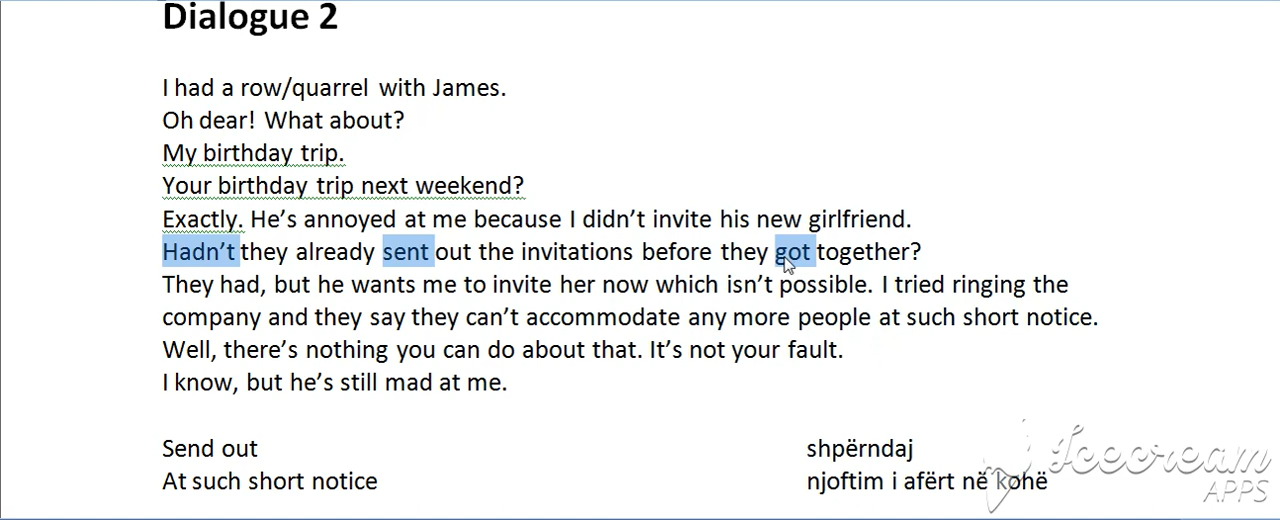 Dialogue 2
I had a row/quarrel with James.
Oh dear! What about?
My birthday trip.
Your birthday trip next weekend?
Exactly. He's annoyed at me because I didn't invite his new girlfriend.
Hadn't they already sent out the invitations before they got together?
They had, but he wants me to invite her now which isn't possible. I tried ringing the
company and they say they can't accommodate any more people at such short notice.
Well, there's nothing you can do about that. It's not your fault.
I know, but he's still mad at me.
Send out shpërndaj
At such short notice njoftim i afërt në kohë
Icecream
APPS